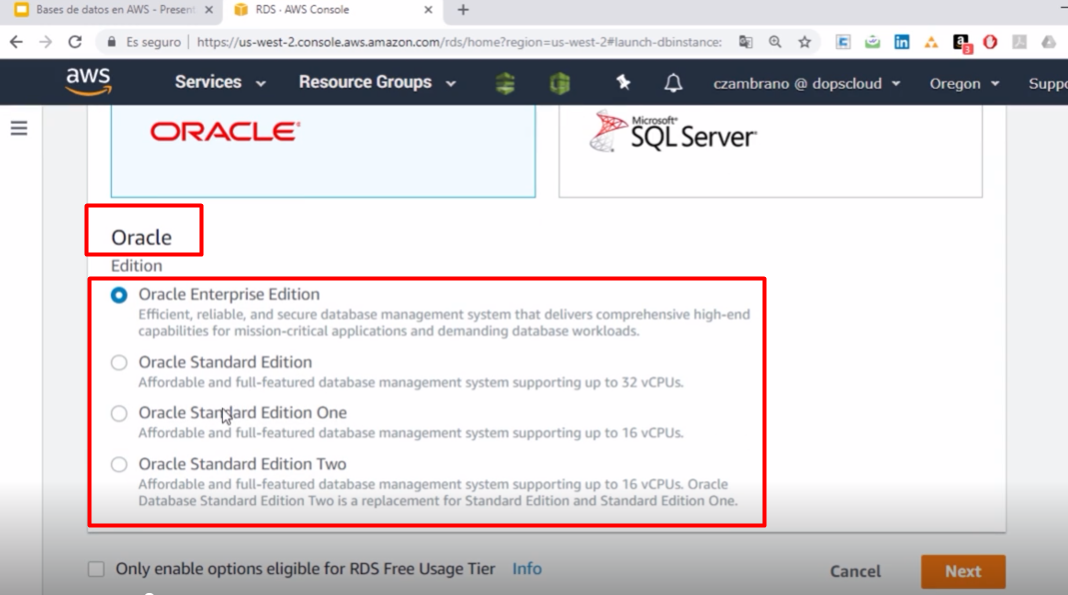 Bases de datos en AWS - Present
RDS · AWS Console
Es seguro
https://us-west-2.console.aws.amazon.com/rds/home?region=us-west-2#launch-dbinstance:
aws
Services
Resource Groups
czambrano @ dopscloud
Oregon
Suppo
ORACLE
Microsoft
SQL Server
Oracle
Edition
Oracle Enterprise Edition
Efficient, reliable, and secure database management system that delivers comprehensive high-end
capabilities for mission-critical applications and demanding database workloads.
Oracle Standard Edition
Affordable and full-featured database management system supporting up to 32 vCPUs.
Oracle Standard Edition One
Affordable and full-featured database management system supporting up to 16 vCPUs.
Oracle Standard Edition Two
Affordable and full-featured database management system supporting up to 16 vCPUs. Oracle
Database Standard Edition Two is a replacement for Standard Edition and Standard Edition One.
Only enable options eligible for RDS Free Usage Tier Info
Cancel
Next